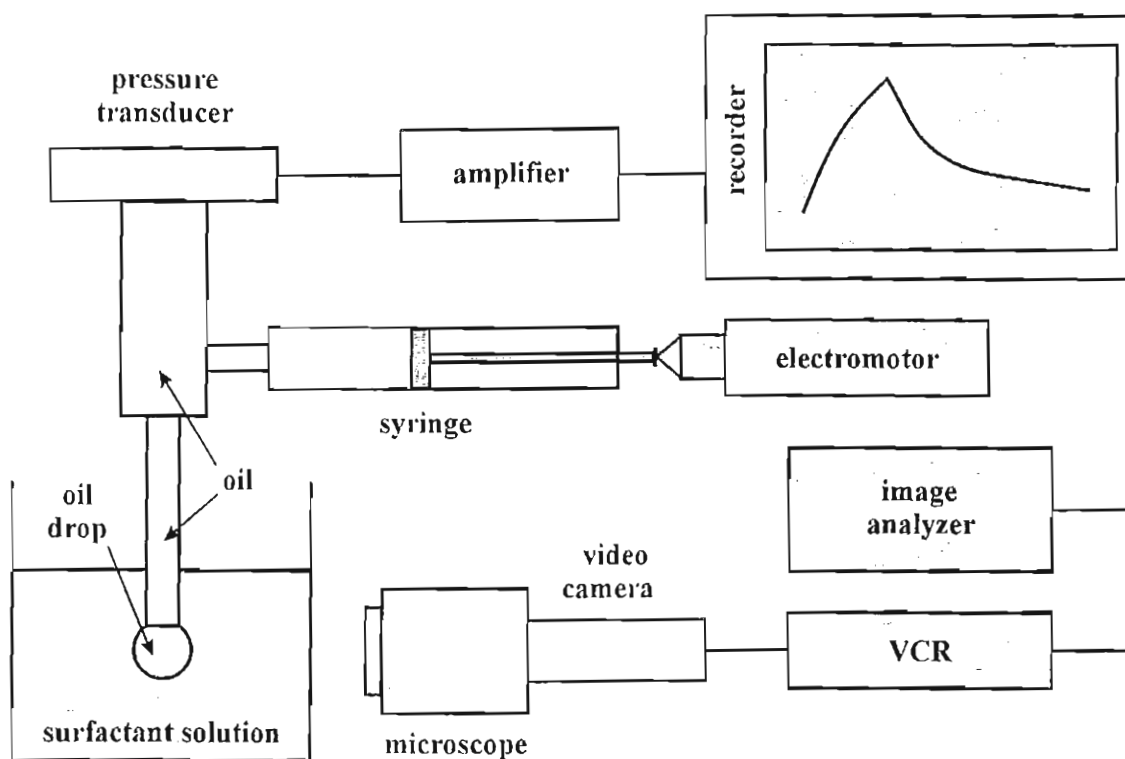 pressure
transducer
amplifier
recorder
electromotor
syringe
oil
oil
drop
image
analyzer
video
camera
VCR
surfactant solution
microscope